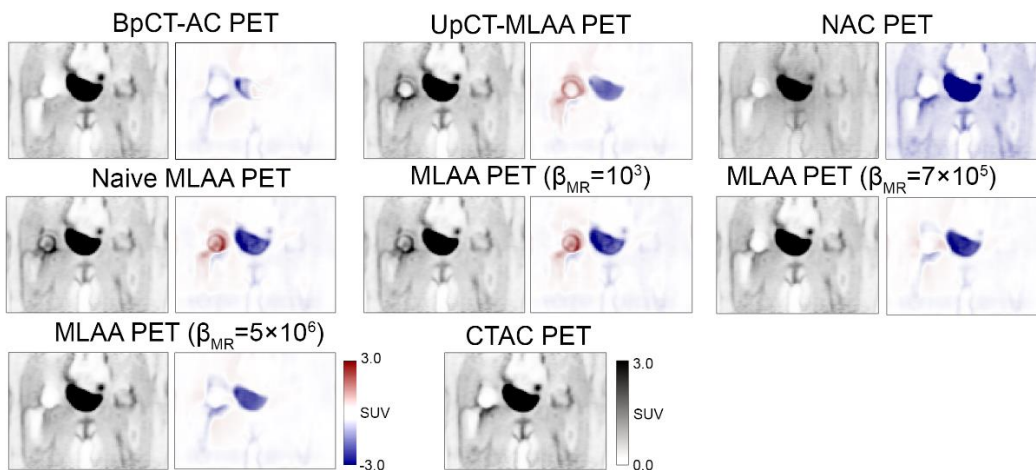 BpCT-AC PET
UpCT-MLAA PET
NAC PET
Naive MLAA PET
MLAA PET (βMR=10³)
MLAA PET (βMR=7×10⁵)
MLAA PET (βMR=5×10⁶)
CTAC PET
3.0
SUV
-3.0
3.0
SUV
0.0